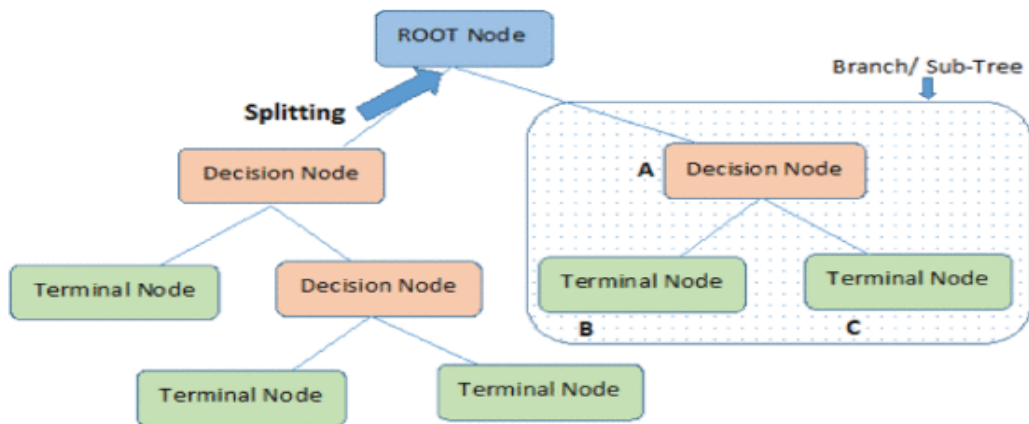 ROOT Node
Branch/ Sub-Tree
Splitting
Decision Node
A
Decision Node
Terminal Node
Decision Node
Terminal Node
Terminal Node
B
C
Terminal Node
Terminal Node